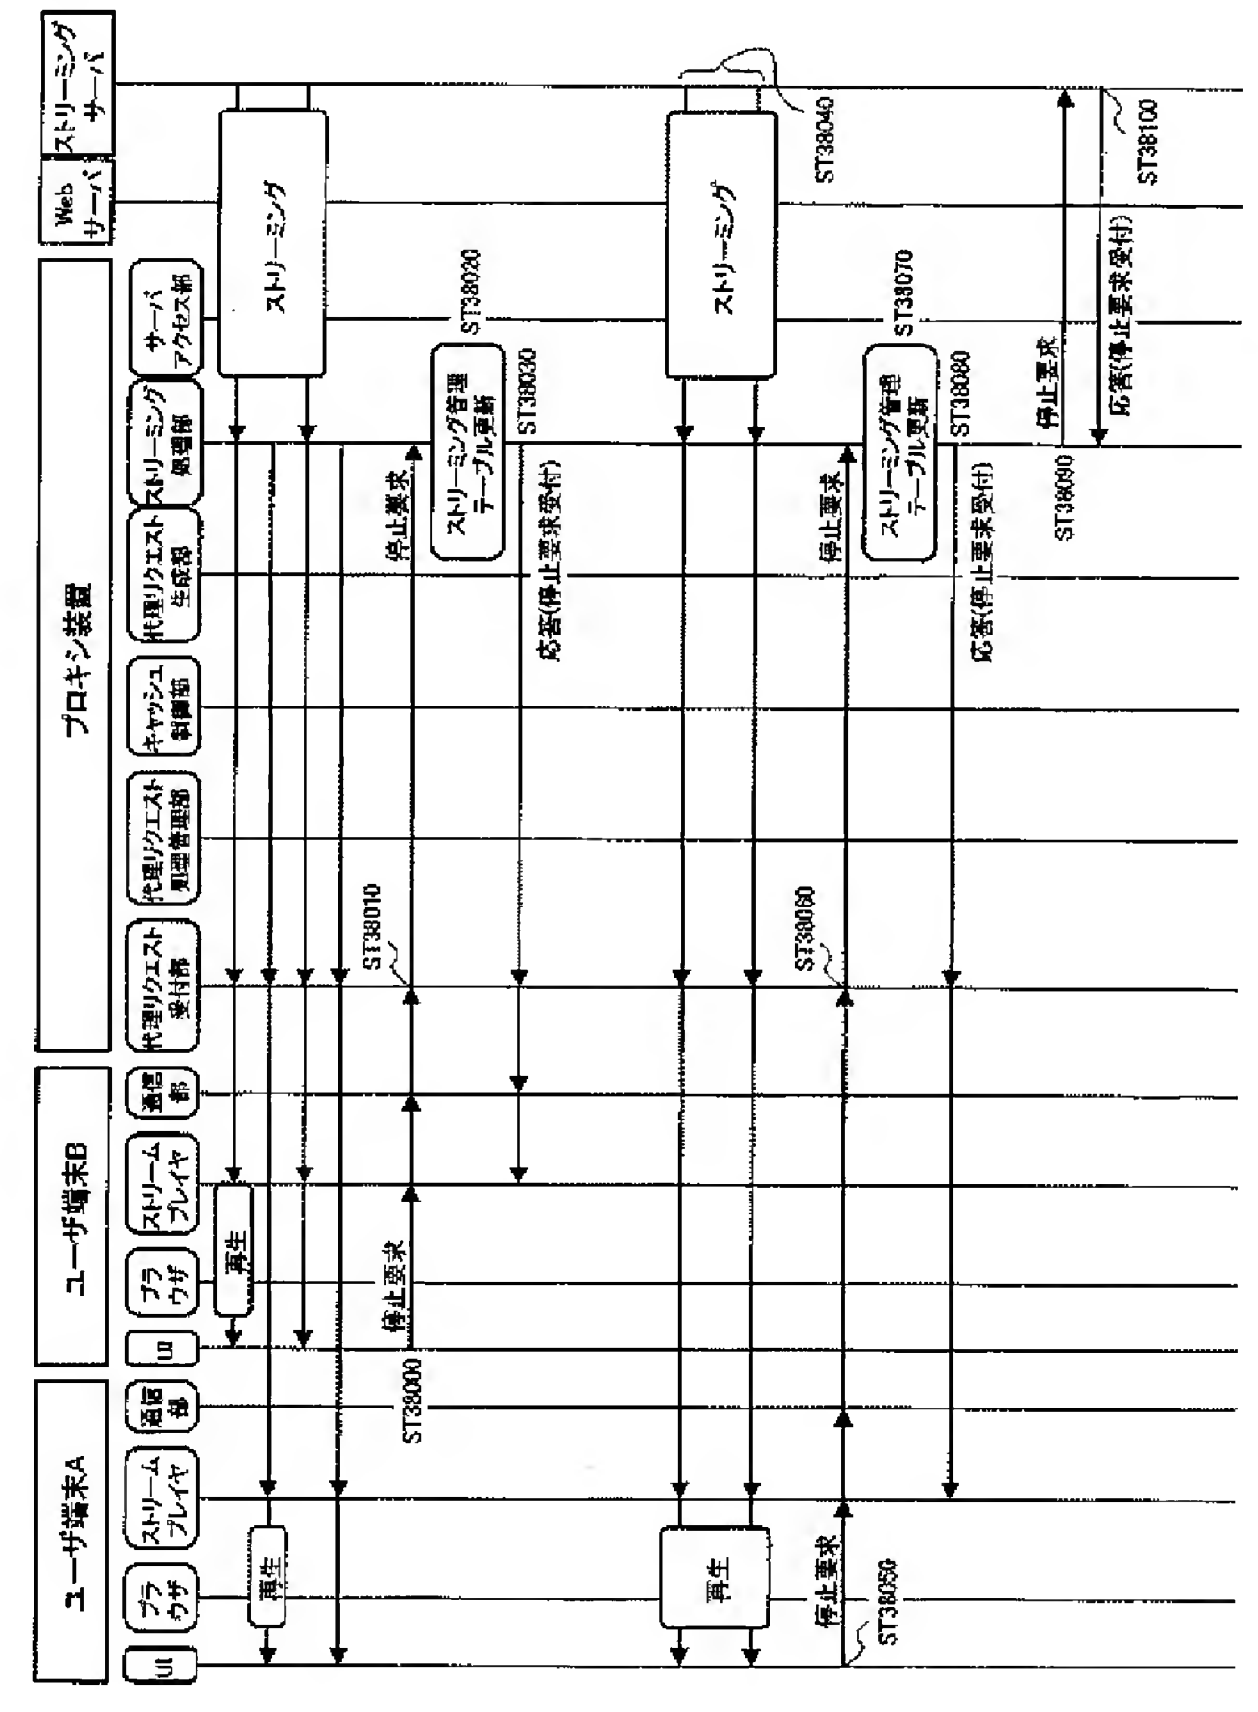 ユーザ端末A
ユーザ端末B
プロキシ装置
Web
サーバ
ストリーミング
サーバ
UI
ブラ
ウザ
ストリーム
プレイヤ
通信
部
UI
ブラ
ウザ
ストリーム
プレイヤ
通信
部
代理リクエスト
受付部
代理リクエスト
処理管理部
キャッシュ
制御部
代理リクエスト
生成部
ストリーミング
処理部
サーバ
アクセス部
ストリーミング
再生
再生
停止要求
ST38000
ST38010
停止要求
ストリーミング管理
テーブル更新
ST38020
ST38030
応答(停止要求受付)
ストリーミング
ST38040
再生
停止要求
ST38050
ST38060
停止要求
ストリーミング管理
テーブル更新
ST38070
ST38080
応答(停止要求受付)
停止要求
ST38090
応答(停止要求受付)
ST38100